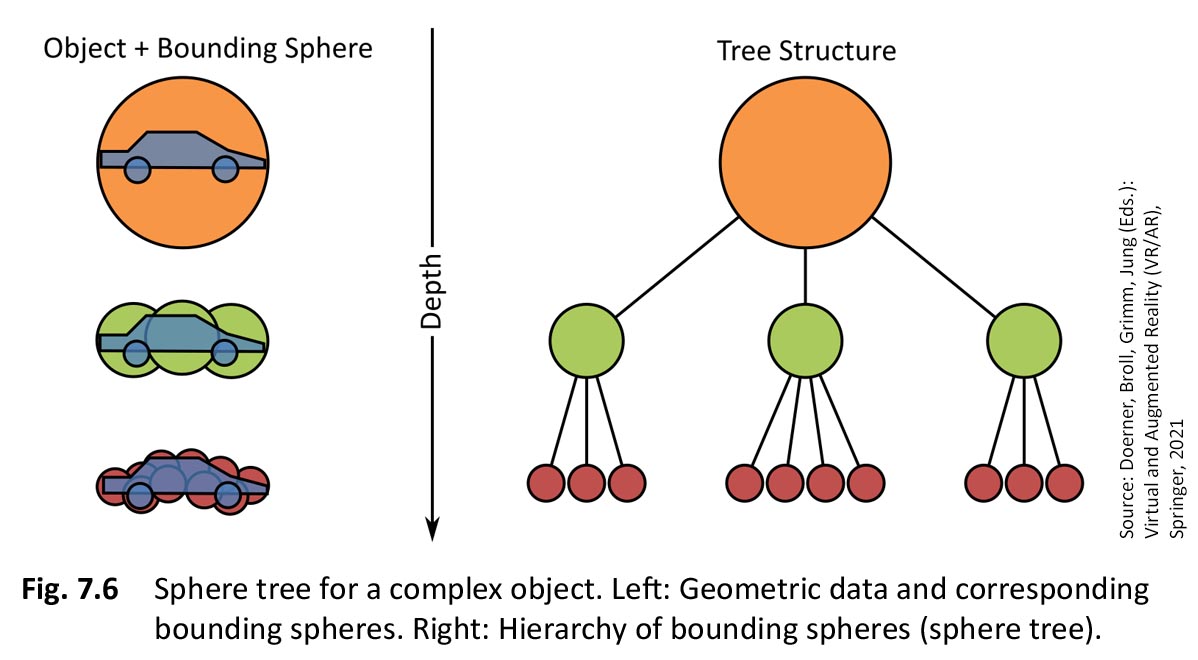 Object + Bounding Sphere
Tree Structure
Depth
Source: Doerner, Broll, Grimm, Jung (Eds.):
Virtual and Augmented Reality (VR/AR),
Springer, 2021
Fig. 7.6 Sphere tree for a complex object. Left: Geometric data and corresponding
bounding spheres. Right: Hierarchy of bounding spheres (sphere tree).